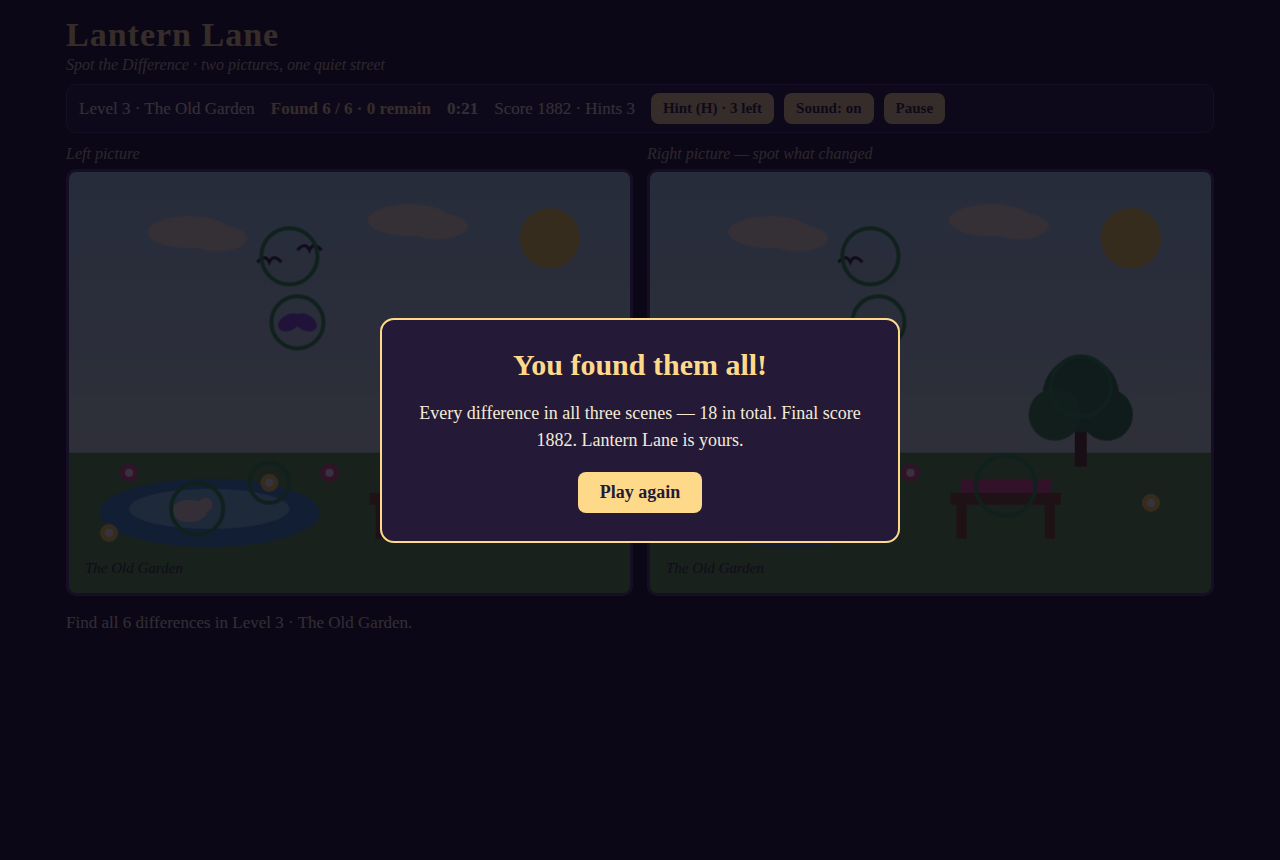 Lantern Lane
Spot the Difference · two pictures, one quiet street
Level 3 · The Old Garden Found 6 / 6 · 0 remain 0:21 Score 1882 · Hints 3 Hint (H) · 3 left Sound: on Pause
Left picture
Right picture — spot what changed
You found them all!
Every difference in all three scenes — 18 in total. Final score
1882. Lantern Lane is yours.
Play again
The Old Garden
The Old Garden
Find all 6 differences in Level 3 · The Old Garden.